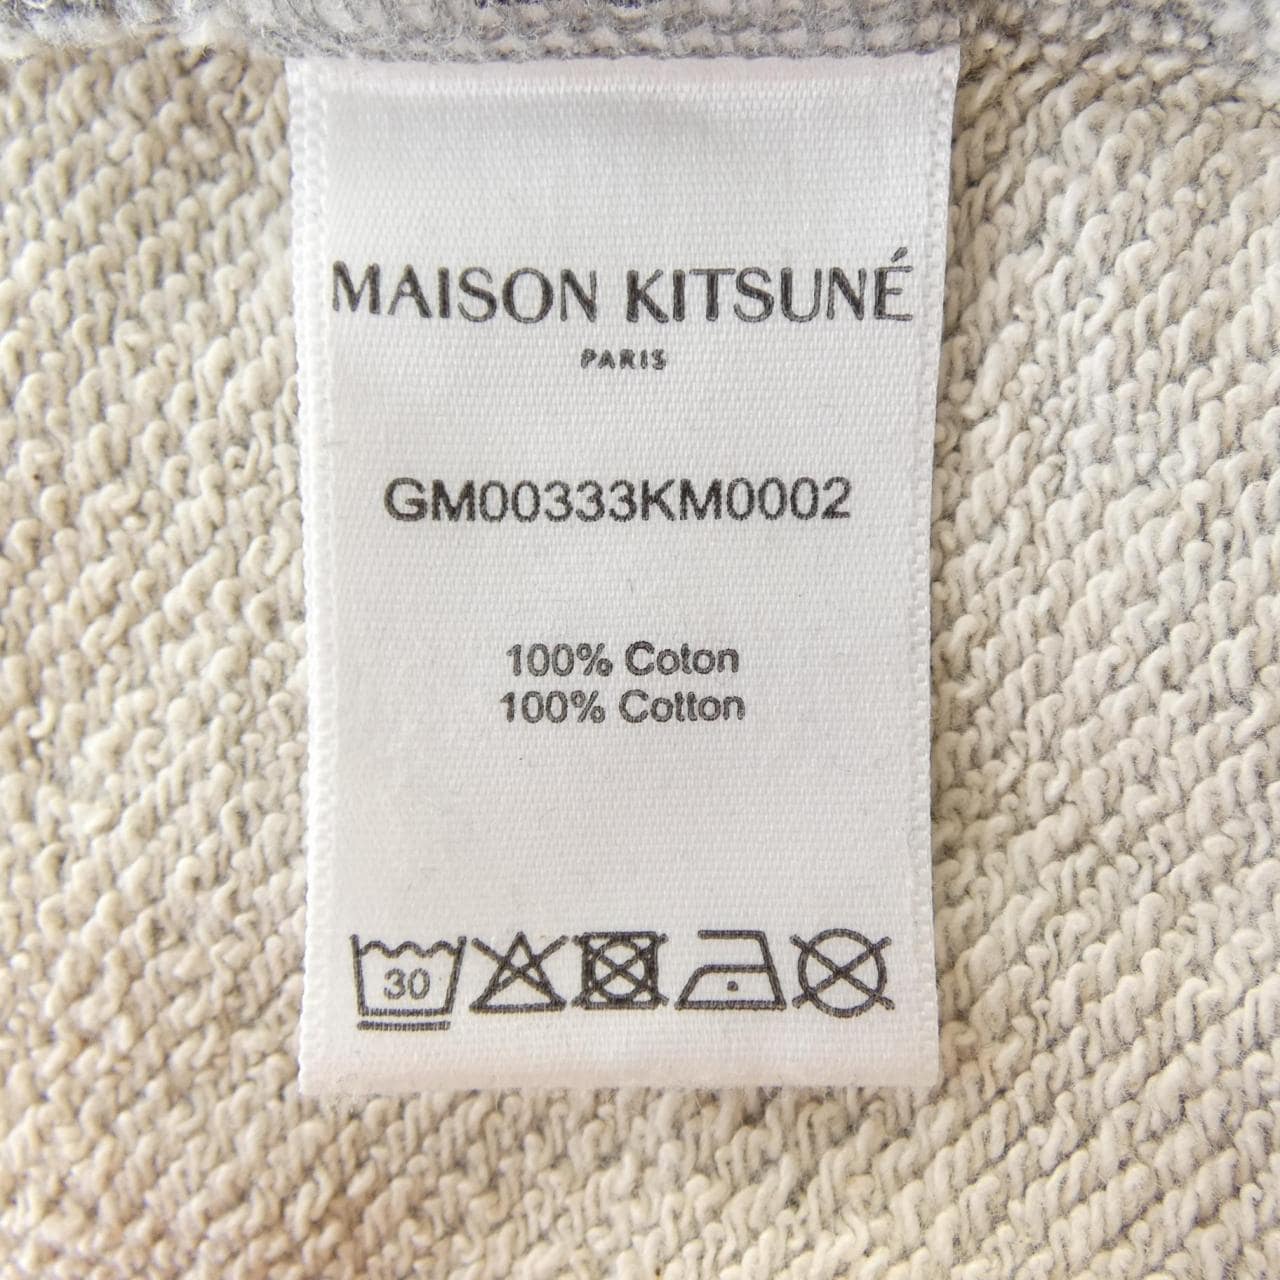 MAISON KITSUNÉ
PARIS
GM00333KM0002
100% Coton
100% Cotton
30